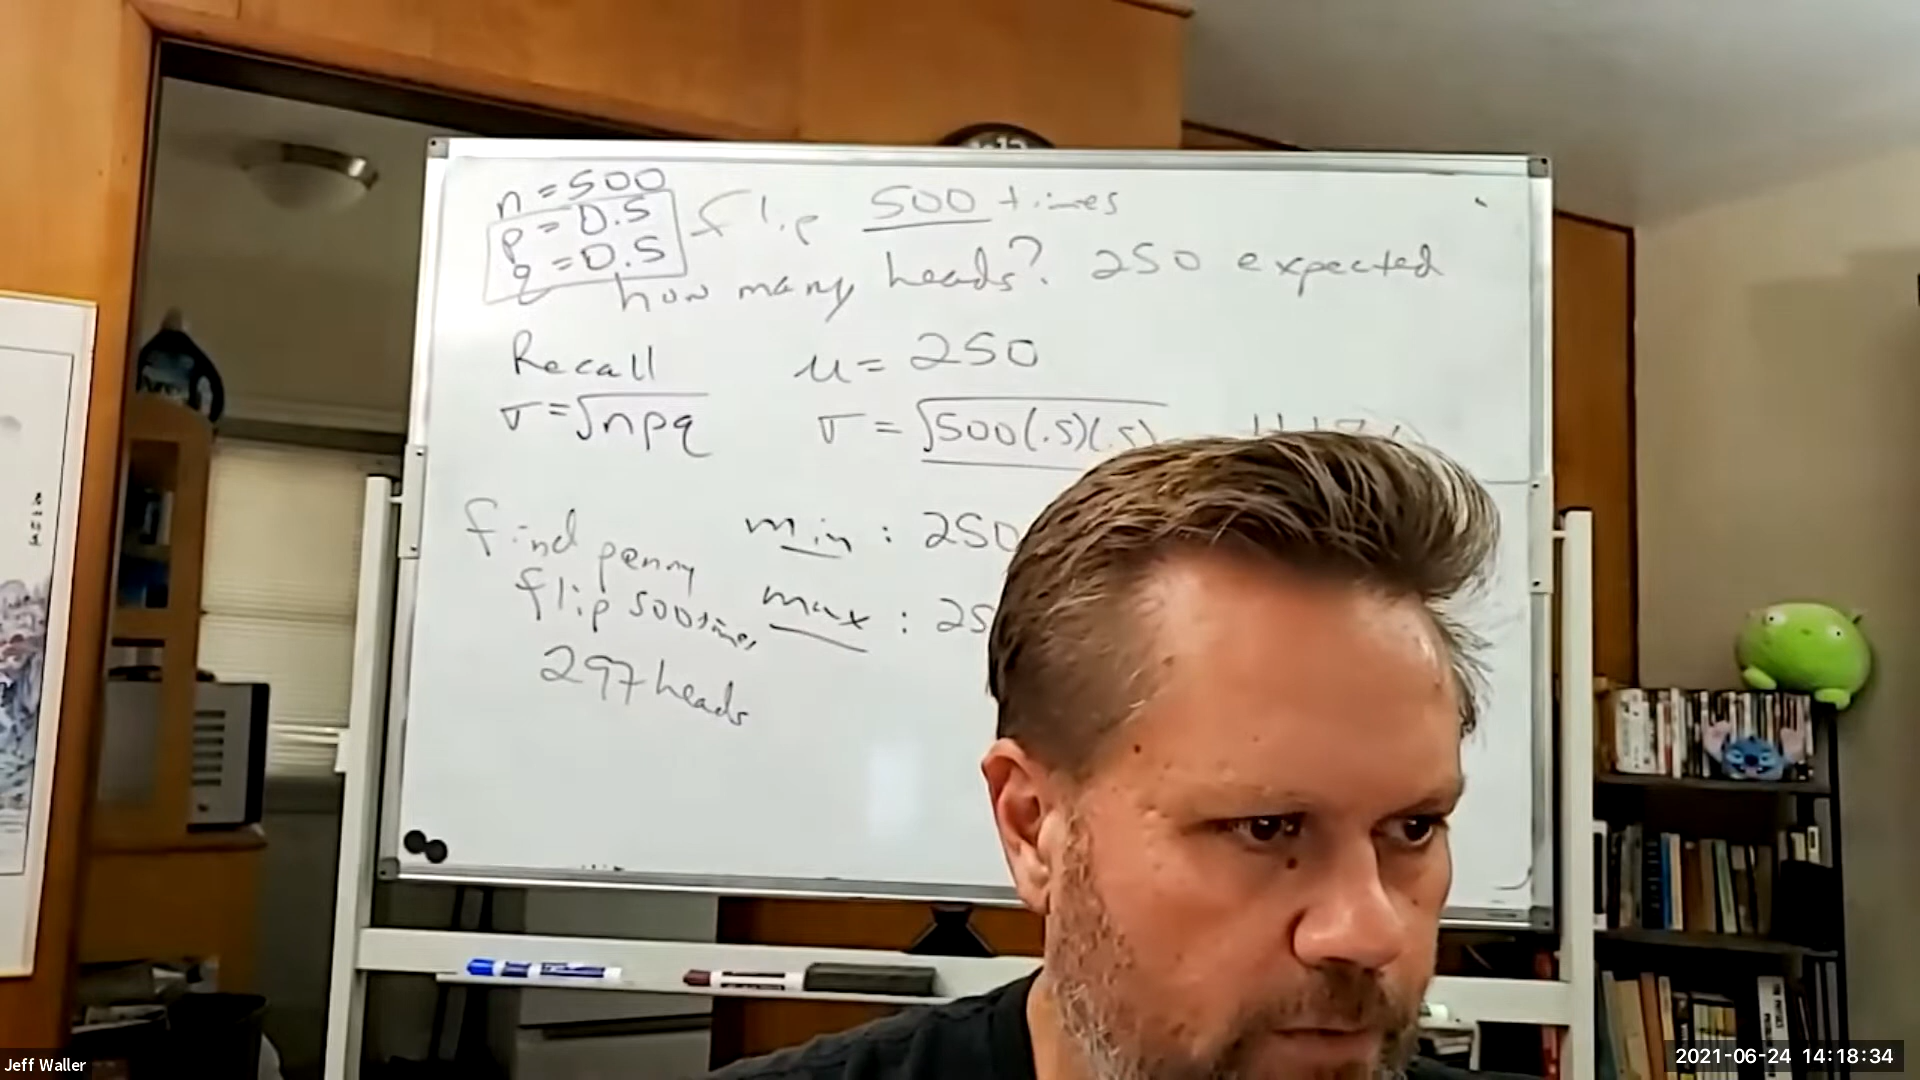 n = 500
p = 0.5
q = 0.5
flip 500 times
how many heads? 250 expected
Recall
μ = 250
σ = √npq
σ = √500(.5)(.5)
find penny
flip 500 times
297 heads
min : 250
max : 25
Purex
Jeff Waller
2021-06-24 14:18:34